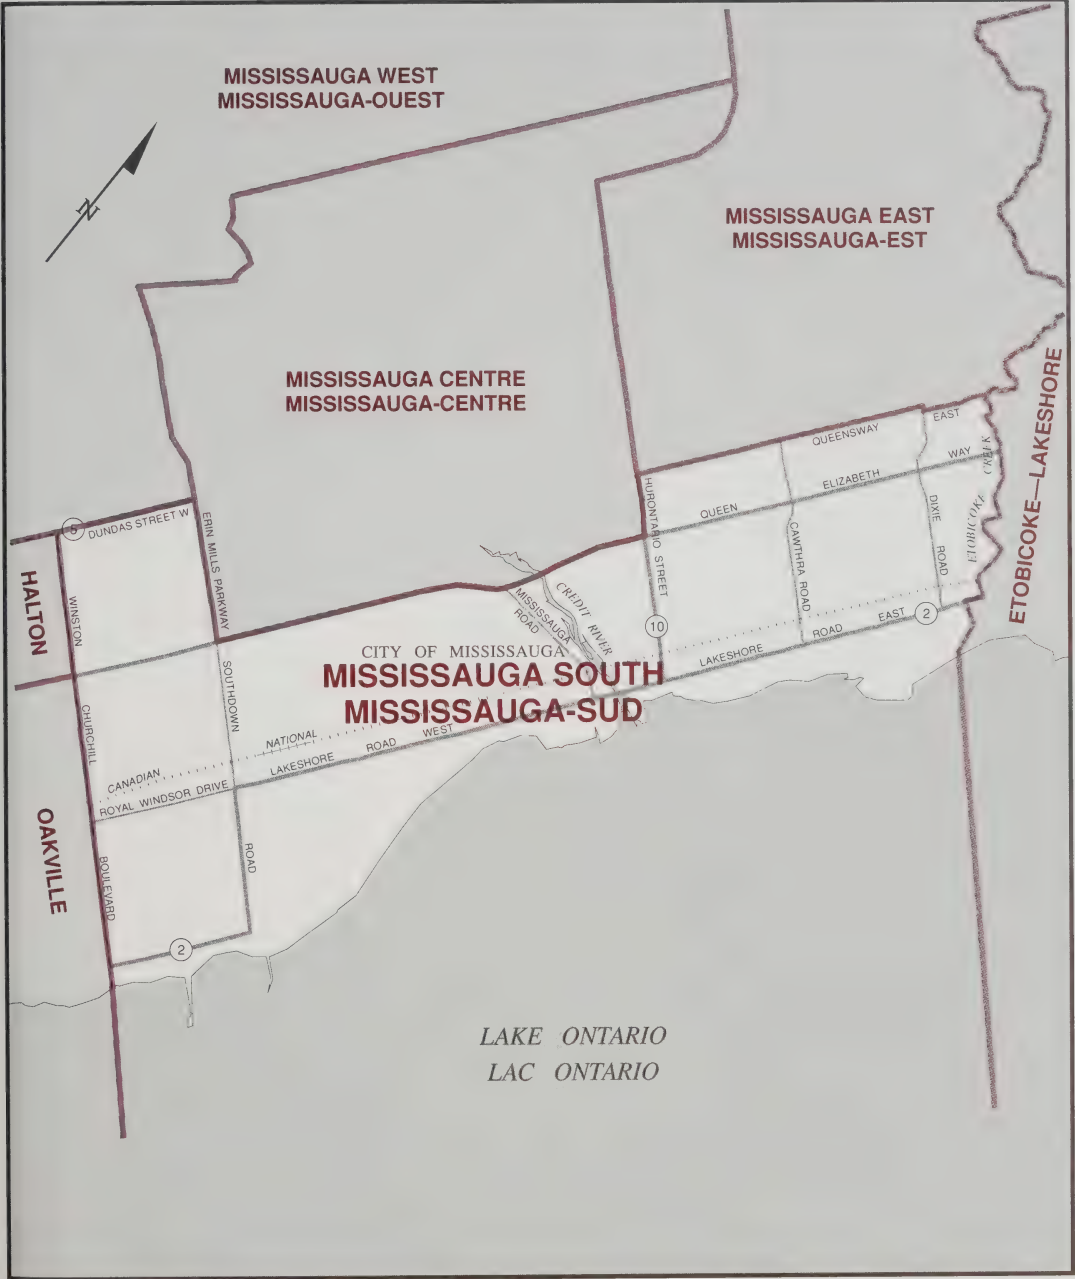 MISSISSAUGA WEST
MISSISSAUGA-OUEST
N
MISSISSAUGA EAST
MISSISSAUGA-EST
MISSISSAUGA CENTRE
MISSISSAUGA-CENTRE
ETOBICOKE—LAKESHORE
QUEENSWAY EAST
QUEEN ELIZABETH WAY
ETOBICOKE CREEK
HURONTARIO STREET
CAWTHRA ROAD
DIXIE ROAD
5
DUNDAS STREET W
ERIN MILLS PARKWAY
HALTON
WINSTON CHURCHILL BOULEVARD
MISSISSAUGA ROAD
CREDIT RIVER
10
2
LAKESHORE ROAD EAST
CITY OF MISSISSAUGA
MISSISSAUGA SOUTH
MISSISSAUGA-SUD
SOUTHDOWN ROAD
CANADIAN NATIONAL
LAKESHORE ROAD WEST
ROYAL WINDSOR DRIVE
OAKVILLE
2
LAKE ONTARIO
LAC ONTARIO